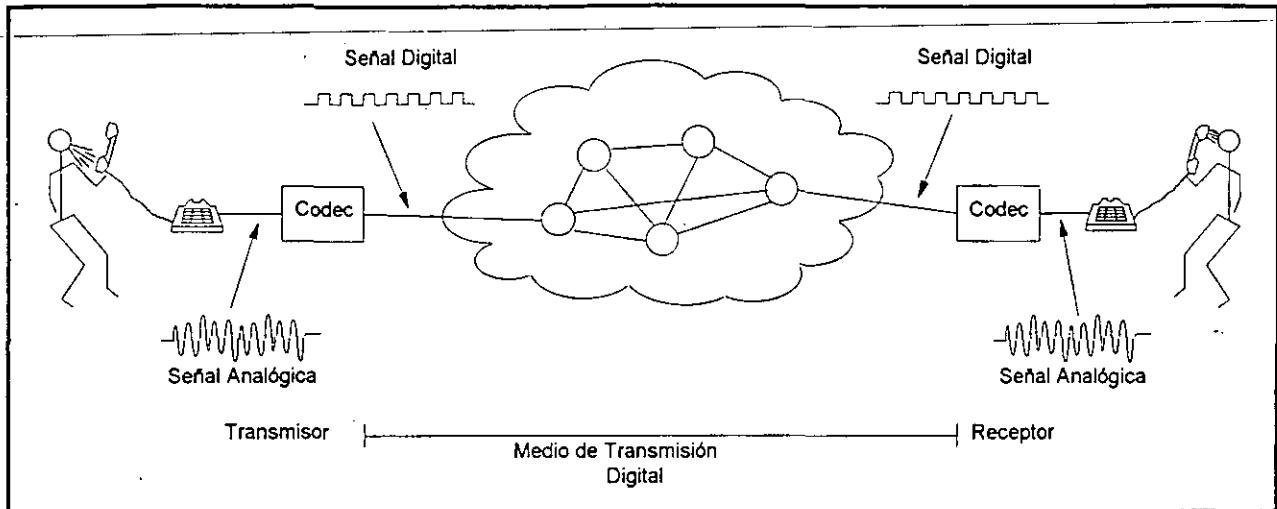 Señal Digital
Señal Digital
Codec
Codec
Señal Analógica
Señal Analógica
Transmisor
Receptor
Medio de Transmisión
Digital